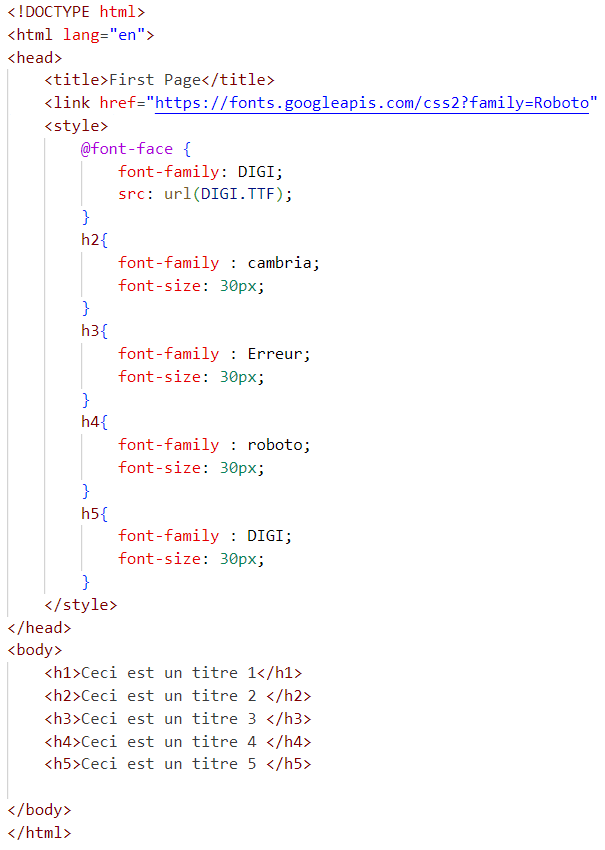 <!DOCTYPE html>
<html lang="en">
<head>
    <title>First Page</title>
    <link href="https://fonts.googleapis.com/css2?family=Roboto"
    <style>
        @font-face {
            font-family: DIGI;
            src: url(DIGI.TTF);
        }
        h2{
            font-family : cambria;
            font-size: 30px;
        }
        h3{
            font-family : Erreur;
            font-size: 30px;
        }
        h4{
            font-family : roboto;
            font-size: 30px;
        }
        h5{
            font-family : DIGI;
            font-size: 30px;
        }
    </style>
</head>
<body>
    <h1>Ceci est un titre 1</h1>
    <h2>Ceci est un titre 2 </h2>
    <h3>Ceci est un titre 3 </h3>
    <h4>Ceci est un titre 4 </h4>
    <h5>Ceci est un titre 5 </h5>

</body>
</html>